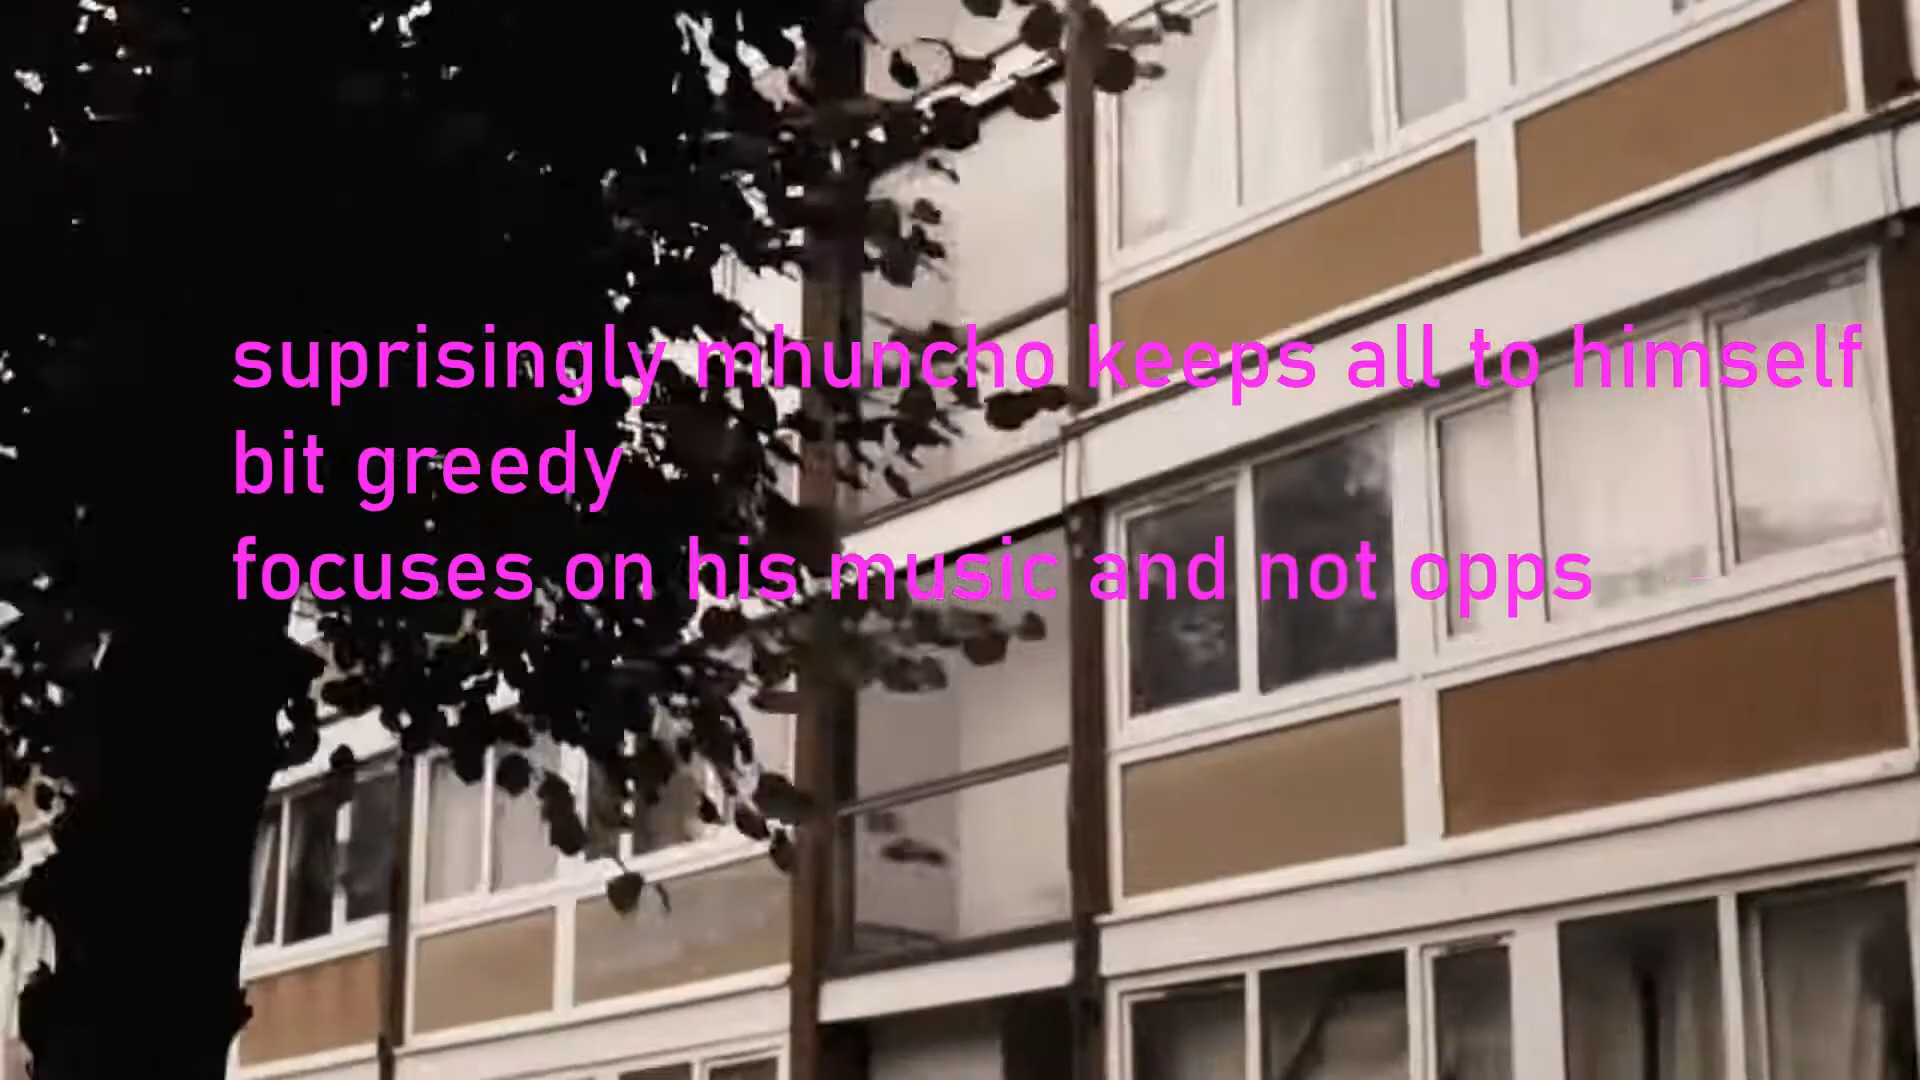 suprisingly mhuncho keeps all to himself
bit greedy
focuses on his music and not opps